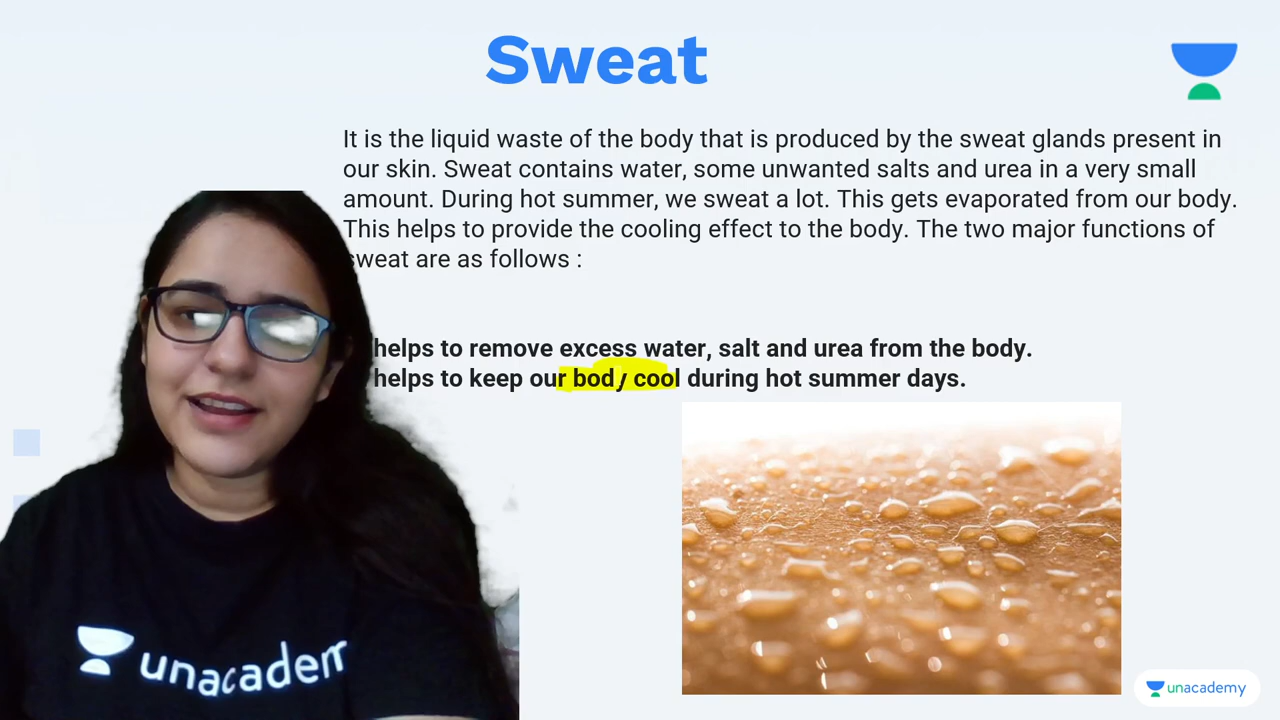 Sweat
It is the liquid waste of the body that is produced by the sweat glands present in
our skin. Sweat contains water, some unwanted salts and urea in a very small
amount. During hot summer, we sweat a lot. This gets evaporated from our body.
This helps to provide the cooling effect to the body. The two major functions of
sweat are as follows :
helps to remove excess water, salt and urea from the body.
helps to keep our body cool during hot summer days.
unacadem
unacademy